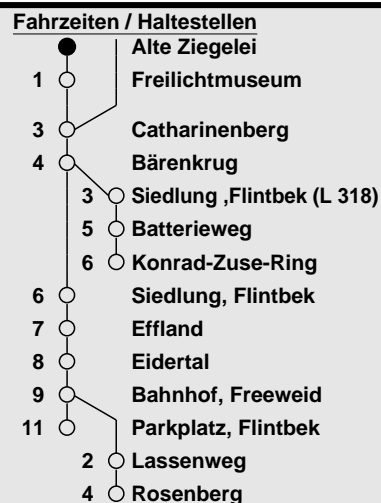 Fahrzeiten / Haltestellen
Alte Ziegelei
1 Freilichtmuseum
3 Catharinenberg
4 Bärenkrug
3 Siedlung ,Flintbek (L 318)
5 Batterieweg
6 Konrad-Zuse-Ring
6 Siedlung, Flintbek
7 Effland
8 Eidertal
9 Bahnhof, Freeweid
11 Parkplatz, Flintbek
2 Lassenweg
4 Rosenberg